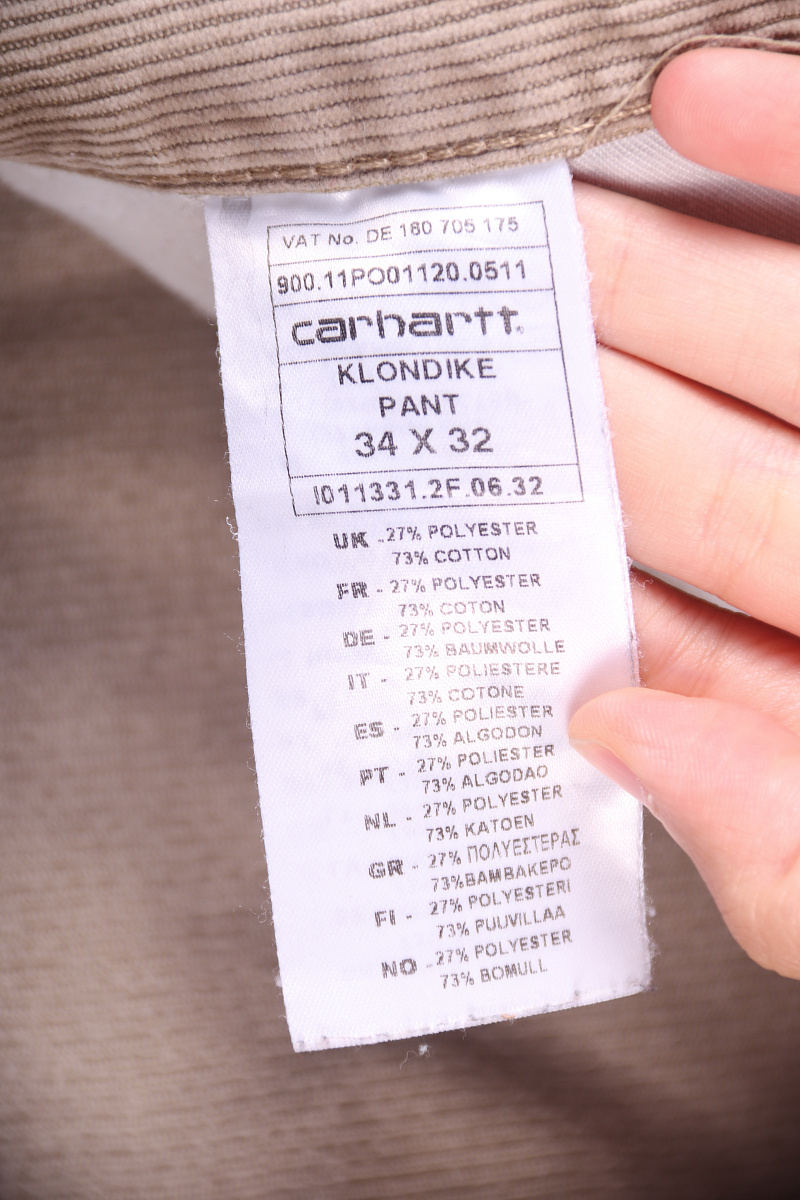 VAT No. DE 180 705 175
900.11PO01120.0511
carhartt®
KLONDIKE
PANT
34 X 32
I011331.2F.06.32
UK - 27% POLYESTER
73% COTTON
FR - 27% POLYESTER
73% COTON
DE - 27% POLYESTER
73% BAUMWOLLE
IT - 27% POLIESTERE
73% COTONE
ES - 27% POLIESTER
73% ALGODON
PT - 27% POLIESTER
73% ALGODAO
NL - 27% POLYESTER
73% KATOEN
GR - 27% ΠΟΛΥΕΣΤΕΡΑΣ
73%ΒΑΜΒΑΚΕΡΟ
FI - 27% POLYESTERI
73% PUUVILLAA
NO - 27% POLYESTER
73% BOMULL